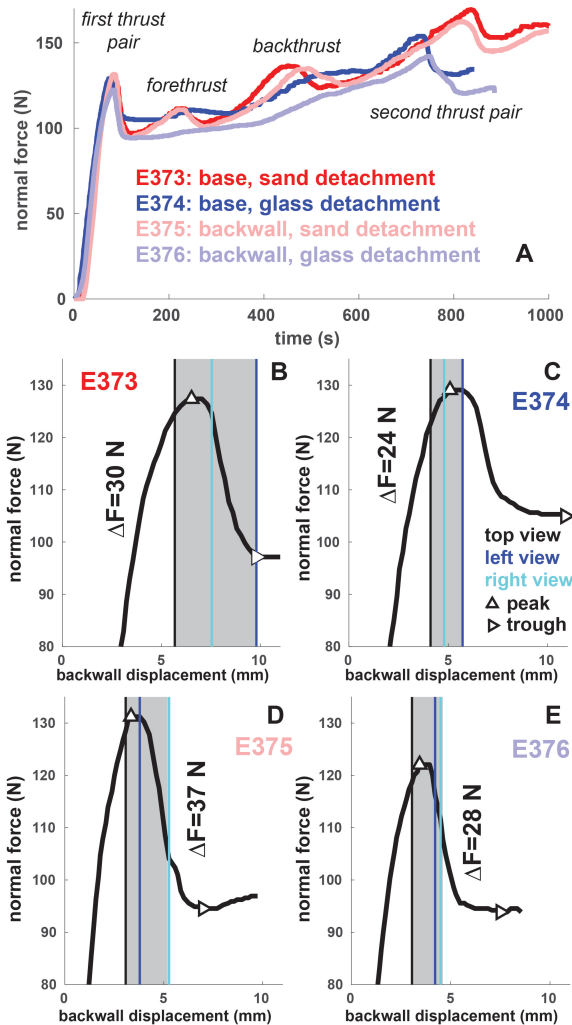 first thrust
pair
backthrust
forethrust
second thrust pair
150
100
50
0
normal force (N)
E373: base, sand detachment
E374: base, glass detachment
E375: backwall, sand detachment
E376: backwall, glass detachment
A
0
200
400
600
800
1000
time (s)
B
E373
ΔF=30 N
130
120
110
100
90
80
normal force (N)
0
5
10
backwall displacement (mm)
C
E374
ΔF=24 N
130
120
110
100
90
80
normal force (N)
top view
left view
right view
△ peak
▷ trough
0
5
10
backwall displacement (mm)
D
E375
ΔF=37 N
130
120
110
100
90
80
normal force (N)
0
5
10
backwall displacement (mm)
E
E376
ΔF=28 N
130
120
110
100
90
80
normal force (N)
0
5
10
backwall displacement (mm)